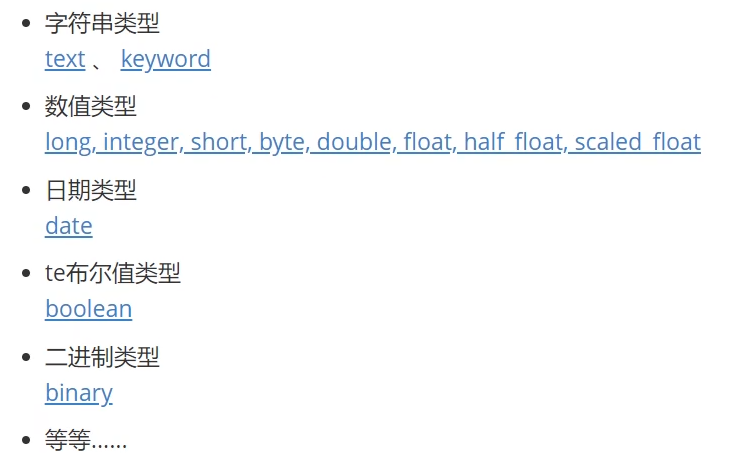 字符串类型
text 、 keyword
数值类型
long, integer, short, byte, double, float, half_float, scaled_float
日期类型
date
te布尔值类型
boolean
二进制类型
binary
等等……